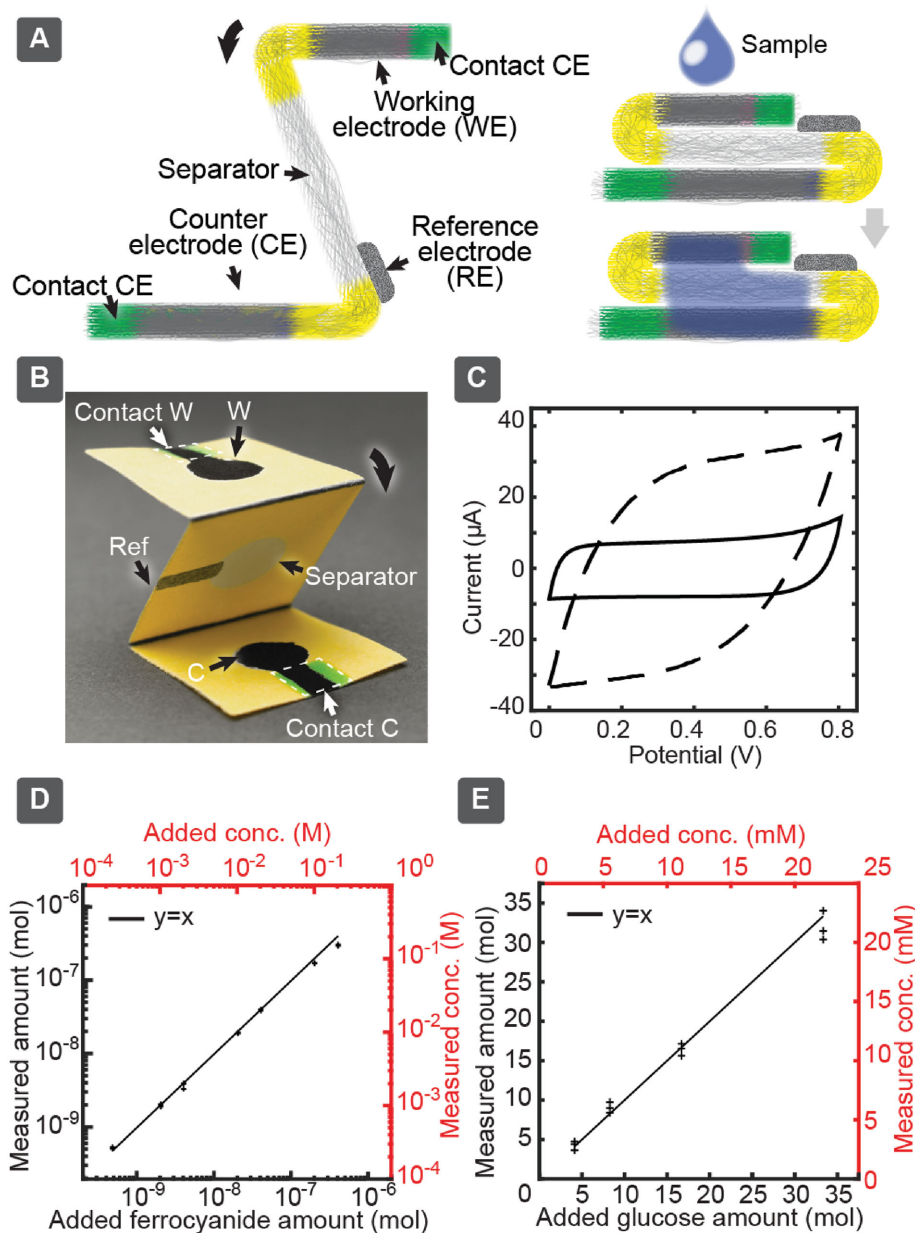 A
Contact CE
Working
electrode (WE)
Separator
Counter
electrode (CE)
Reference
electrode
(RE)
Contact CE
Sample
B
Contact W
W
Ref
Separator
C
Contact C
C
Current (µA)
40
20
0
-20
-40
0
0.2
0.4
0.6
0.8
Potential (V)
D
Added conc. (M)
10⁻⁴
10⁻³
10⁻²
10⁻¹
10⁰
Measured amount (mol)
10⁻⁶
10⁻⁷
10⁻⁸
10⁻⁹
y=x
Measured conc. (M)
10⁻¹
10⁻²
10⁻³
10⁻⁴
10⁻⁹
10⁻⁸
10⁻⁷
10⁻⁶
Added ferrocyanide amount (mol)
E
Added conc. (mM)
0
5
10
15
20
25
Measured amount (mol)
35
30
25
20
15
10
5
0
y=x
Measured conc. (mM)
20
15
10
5
0
0
5
10
15
20
25
30
35
Added glucose amount (mol)